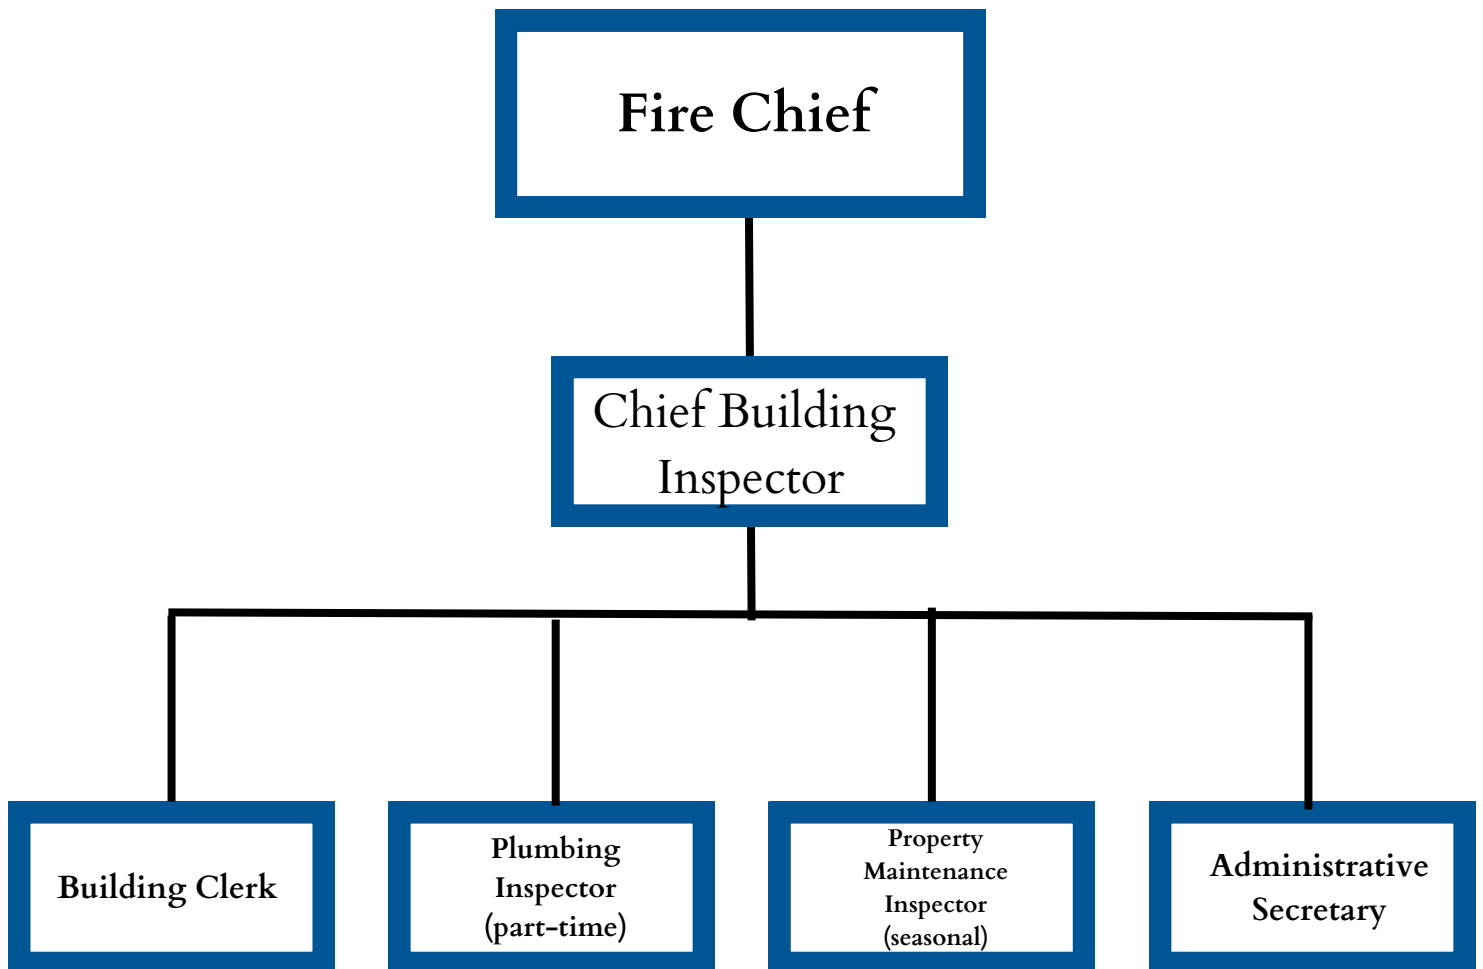 Fire Chief
Chief Building
Inspector
Building Clerk
Plumbing
Inspector
(part-time)
Property
Maintenance
Inspector
(seasonal)
Administrative
Secretary